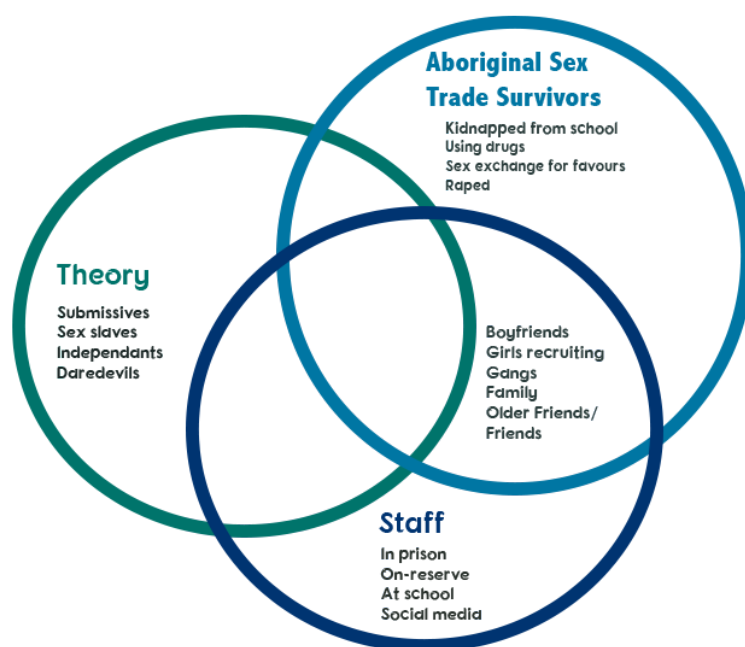 Aboriginal Sex
Trade Survivors
Kidnapped from school
Using drugs
Sex exchange for favours
Raped
Theory
Submissives
Sex slaves
Independants
Daredevils
Boyfriends
Girls recruiting
Gangs
Family
Older Friends/
Friends
Staff
In prison
On-reserve
At school
Social media